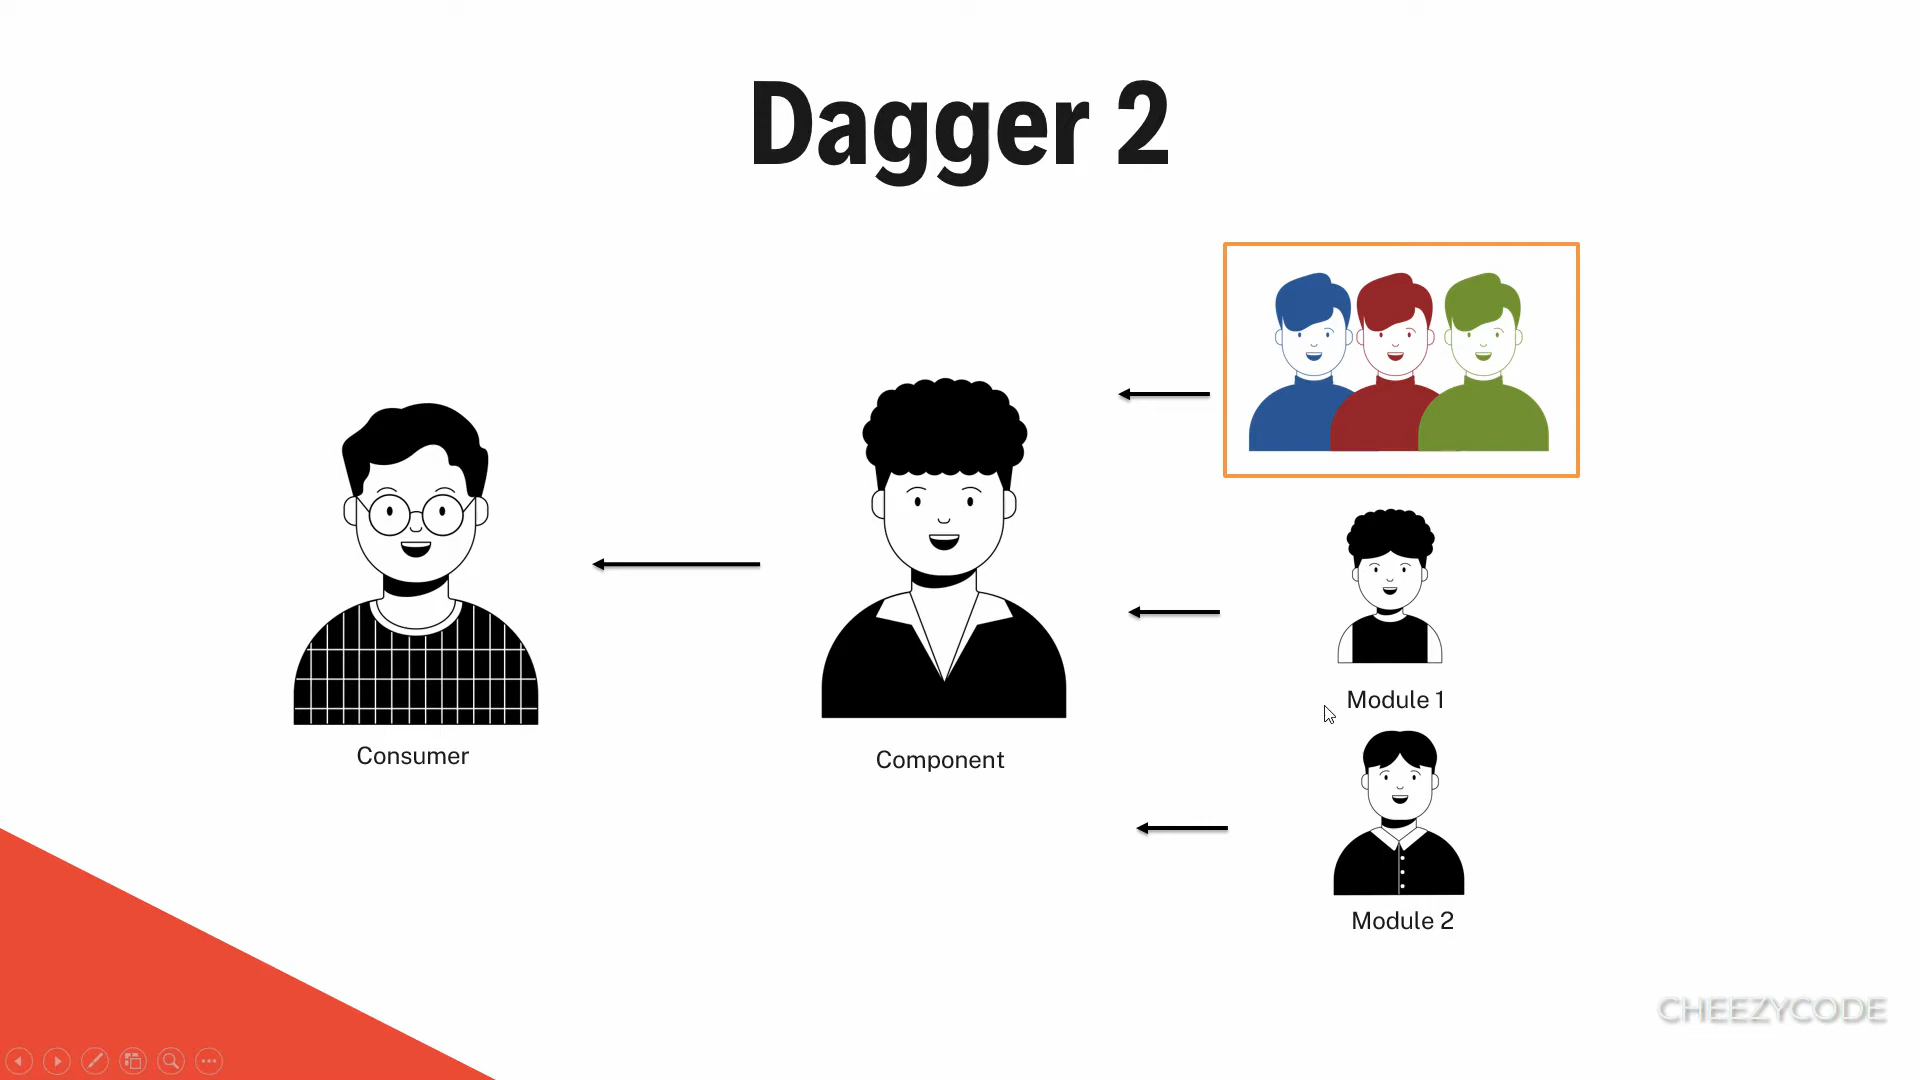 Dagger 2
Consumer
Component
Module 1
Module 2
CHEEZYCODE